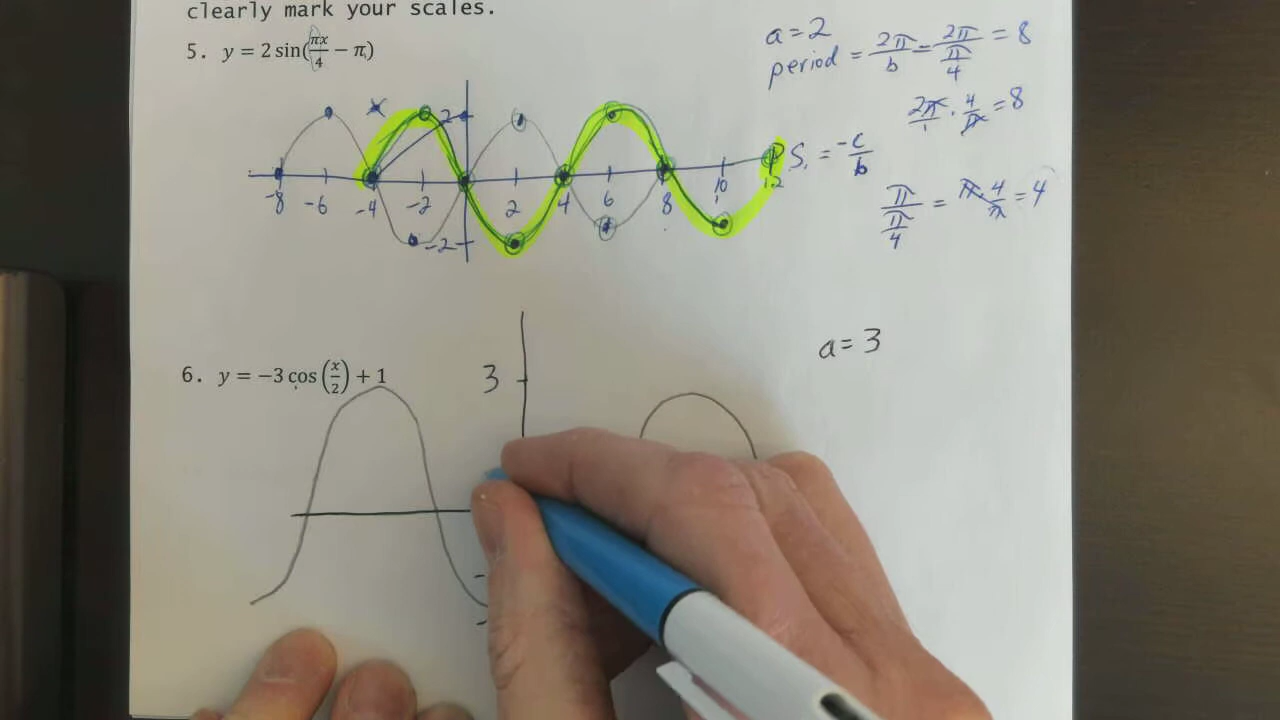 clearly mark your scales.
5. y = 2 sin(πx/4 − π)
a = 2
period = 2π/b = 2π/π/4 = 8
2π/1 · 4/π = 8
S. = -c/b
π/π/4 = π · 4/π = 4
2
-8 -6 -4 -2 2 4 6 8 10 12
-2
6. y = −3 cos(x/2) + 1
3
a = 3